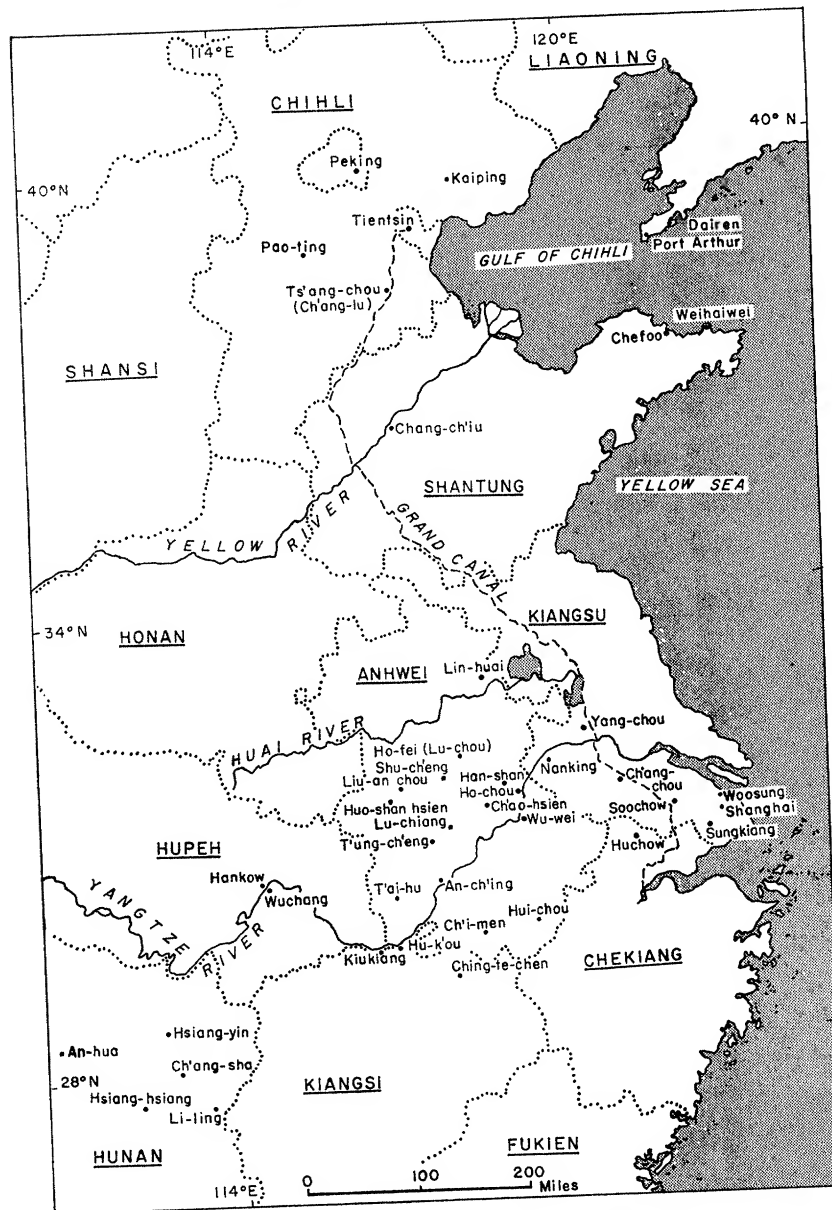 114°E
120°E
LIAONING
CHIHLI
40° N
Peking
Kaiping
40°N
Tientsin
Dairen
Port Arthur
Pao-ting
GULF OF CHIHLI
Ts'ang-chou
(Ch'ang-lu)
Weihaiwei
Chefoo
SHANSI
Chang-ch'iu
SHANTUNG
YELLOW SEA
GRAND CANAL
YELLOW RIVER
KIANGSU
34°N
HONAN
ANHWEI
Lin-huai
HUAI RIVER
Yang-chou
Ho-fei (Lu-chou)
Shu-ch'eng
Nanking
Liu-an chou
Han-shan
Ch'ang-
chou
Ho-chou
Woosung
Shanghai
Huo-shan hsien
Ch'ao-hsien
Soochow
Lu-chiang
Wu-wei
Sungkiang
T'ung-ch'eng
Huchow
HUPEH
Hankow
Wuchang
T'ai-hu
An-ch'ing
YANGTZE RIVER
Hui-chou
Ch'i-men
Hu-k'ou
Kiukiang
CHEKIANG
Ching-te-chen
Hsiang-yin
An-hua
Ch'ang-sha
28°N
KIANGSI
Hsiang-hsiang
Li-ling
HUNAN
FUKIEN
114°E
0 100 200
Miles